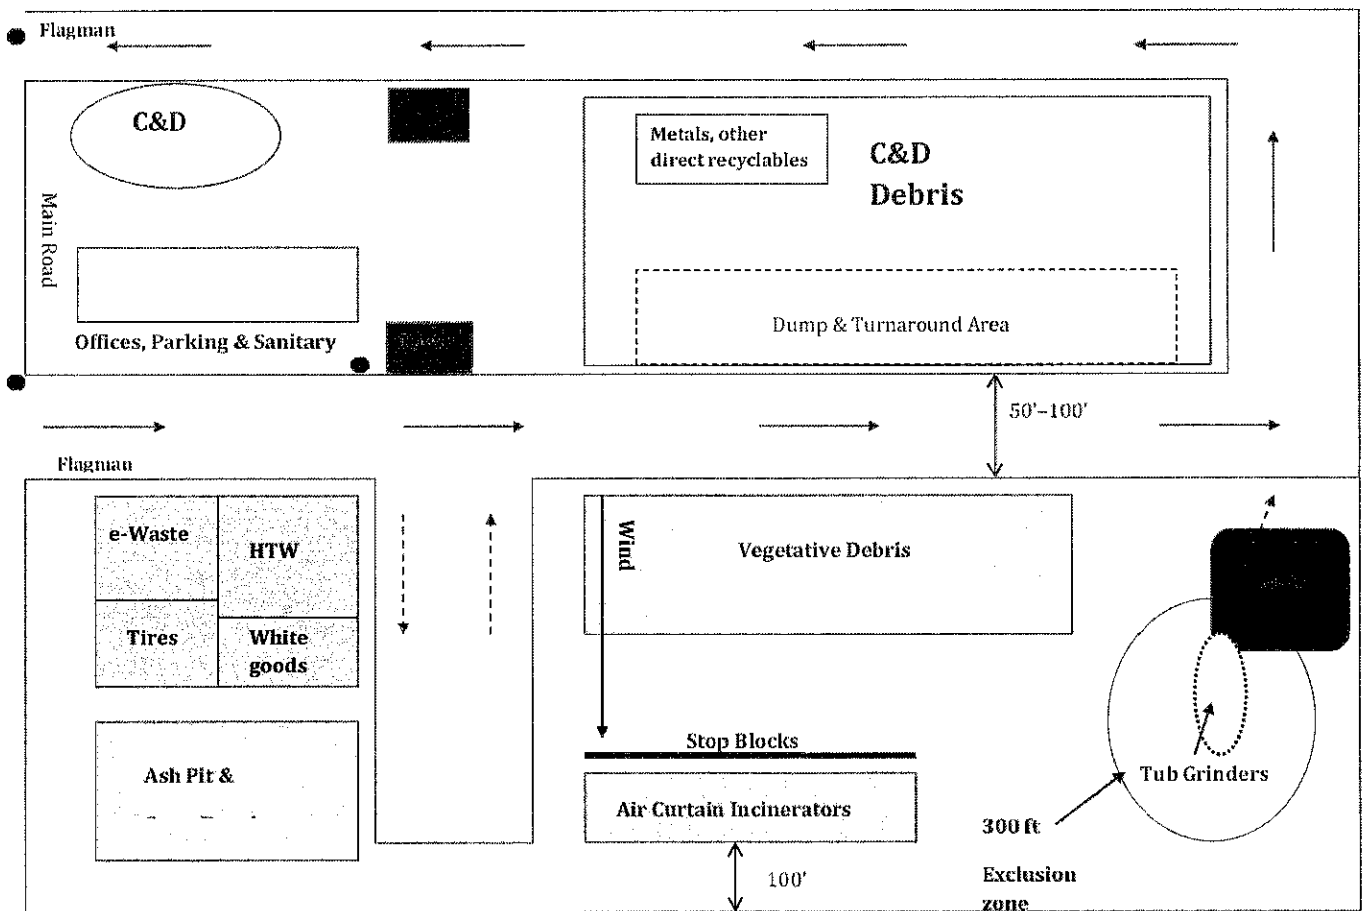 Flagman
C&D
Metals, other
direct recyclables
C&D
Debris
Main Road
Dump & Turnaround Area
Offices, Parking & Sanitary
50'–100'
Flagman
e-Waste
HTW
Tires
White
goods
Wind
Vegetative Debris
Ash Pit &
Stop Blocks
Air Curtain Incinerators
Tub Grinders
300 ft
Exclusion
zone
100'